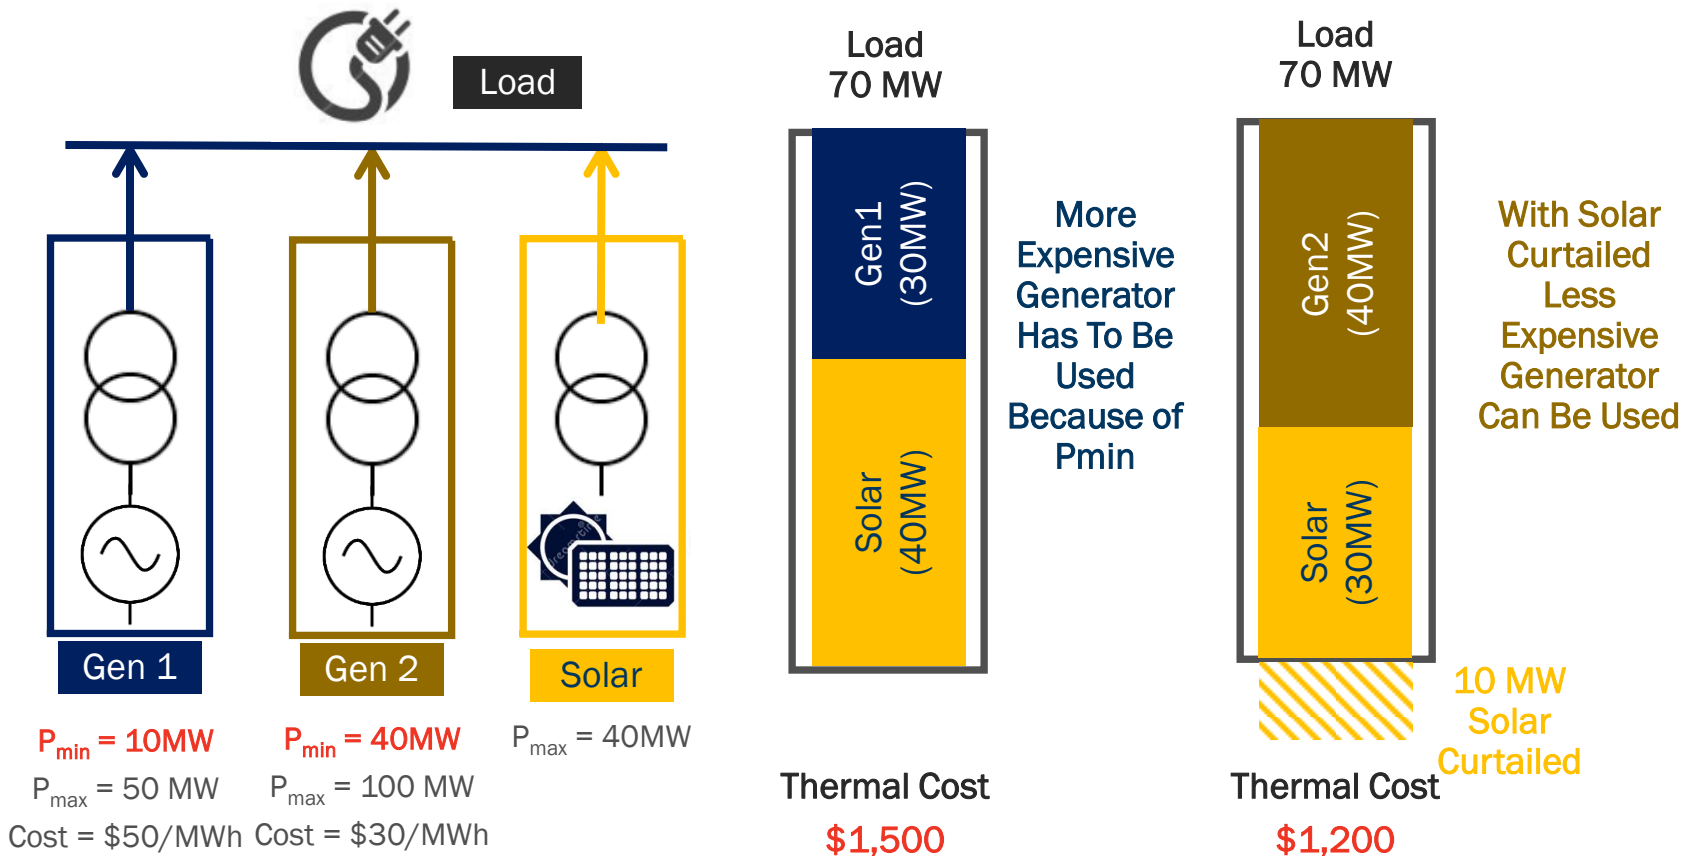 Load
Gen 1
Pmin = 10MW
Pmax = 50 MW
Cost = $50/MWh
Gen 2
Pmin = 40MW
Pmax = 100 MW
Cost = $30/MWh
Solar
Pmax = 40MW
Load
70 MW
Gen1
(30MW)
Solar
(40MW)
More
Expensive
Generator
Has To Be
Used
Because of
Pmin
Thermal Cost
$1,500
Load
70 MW
Gen2
(40MW)
Solar
(30MW)
With Solar
Curtailed
Less
Expensive
Generator
Can Be Used
10 MW
Solar
Curtailed
Thermal Cost
$1,200